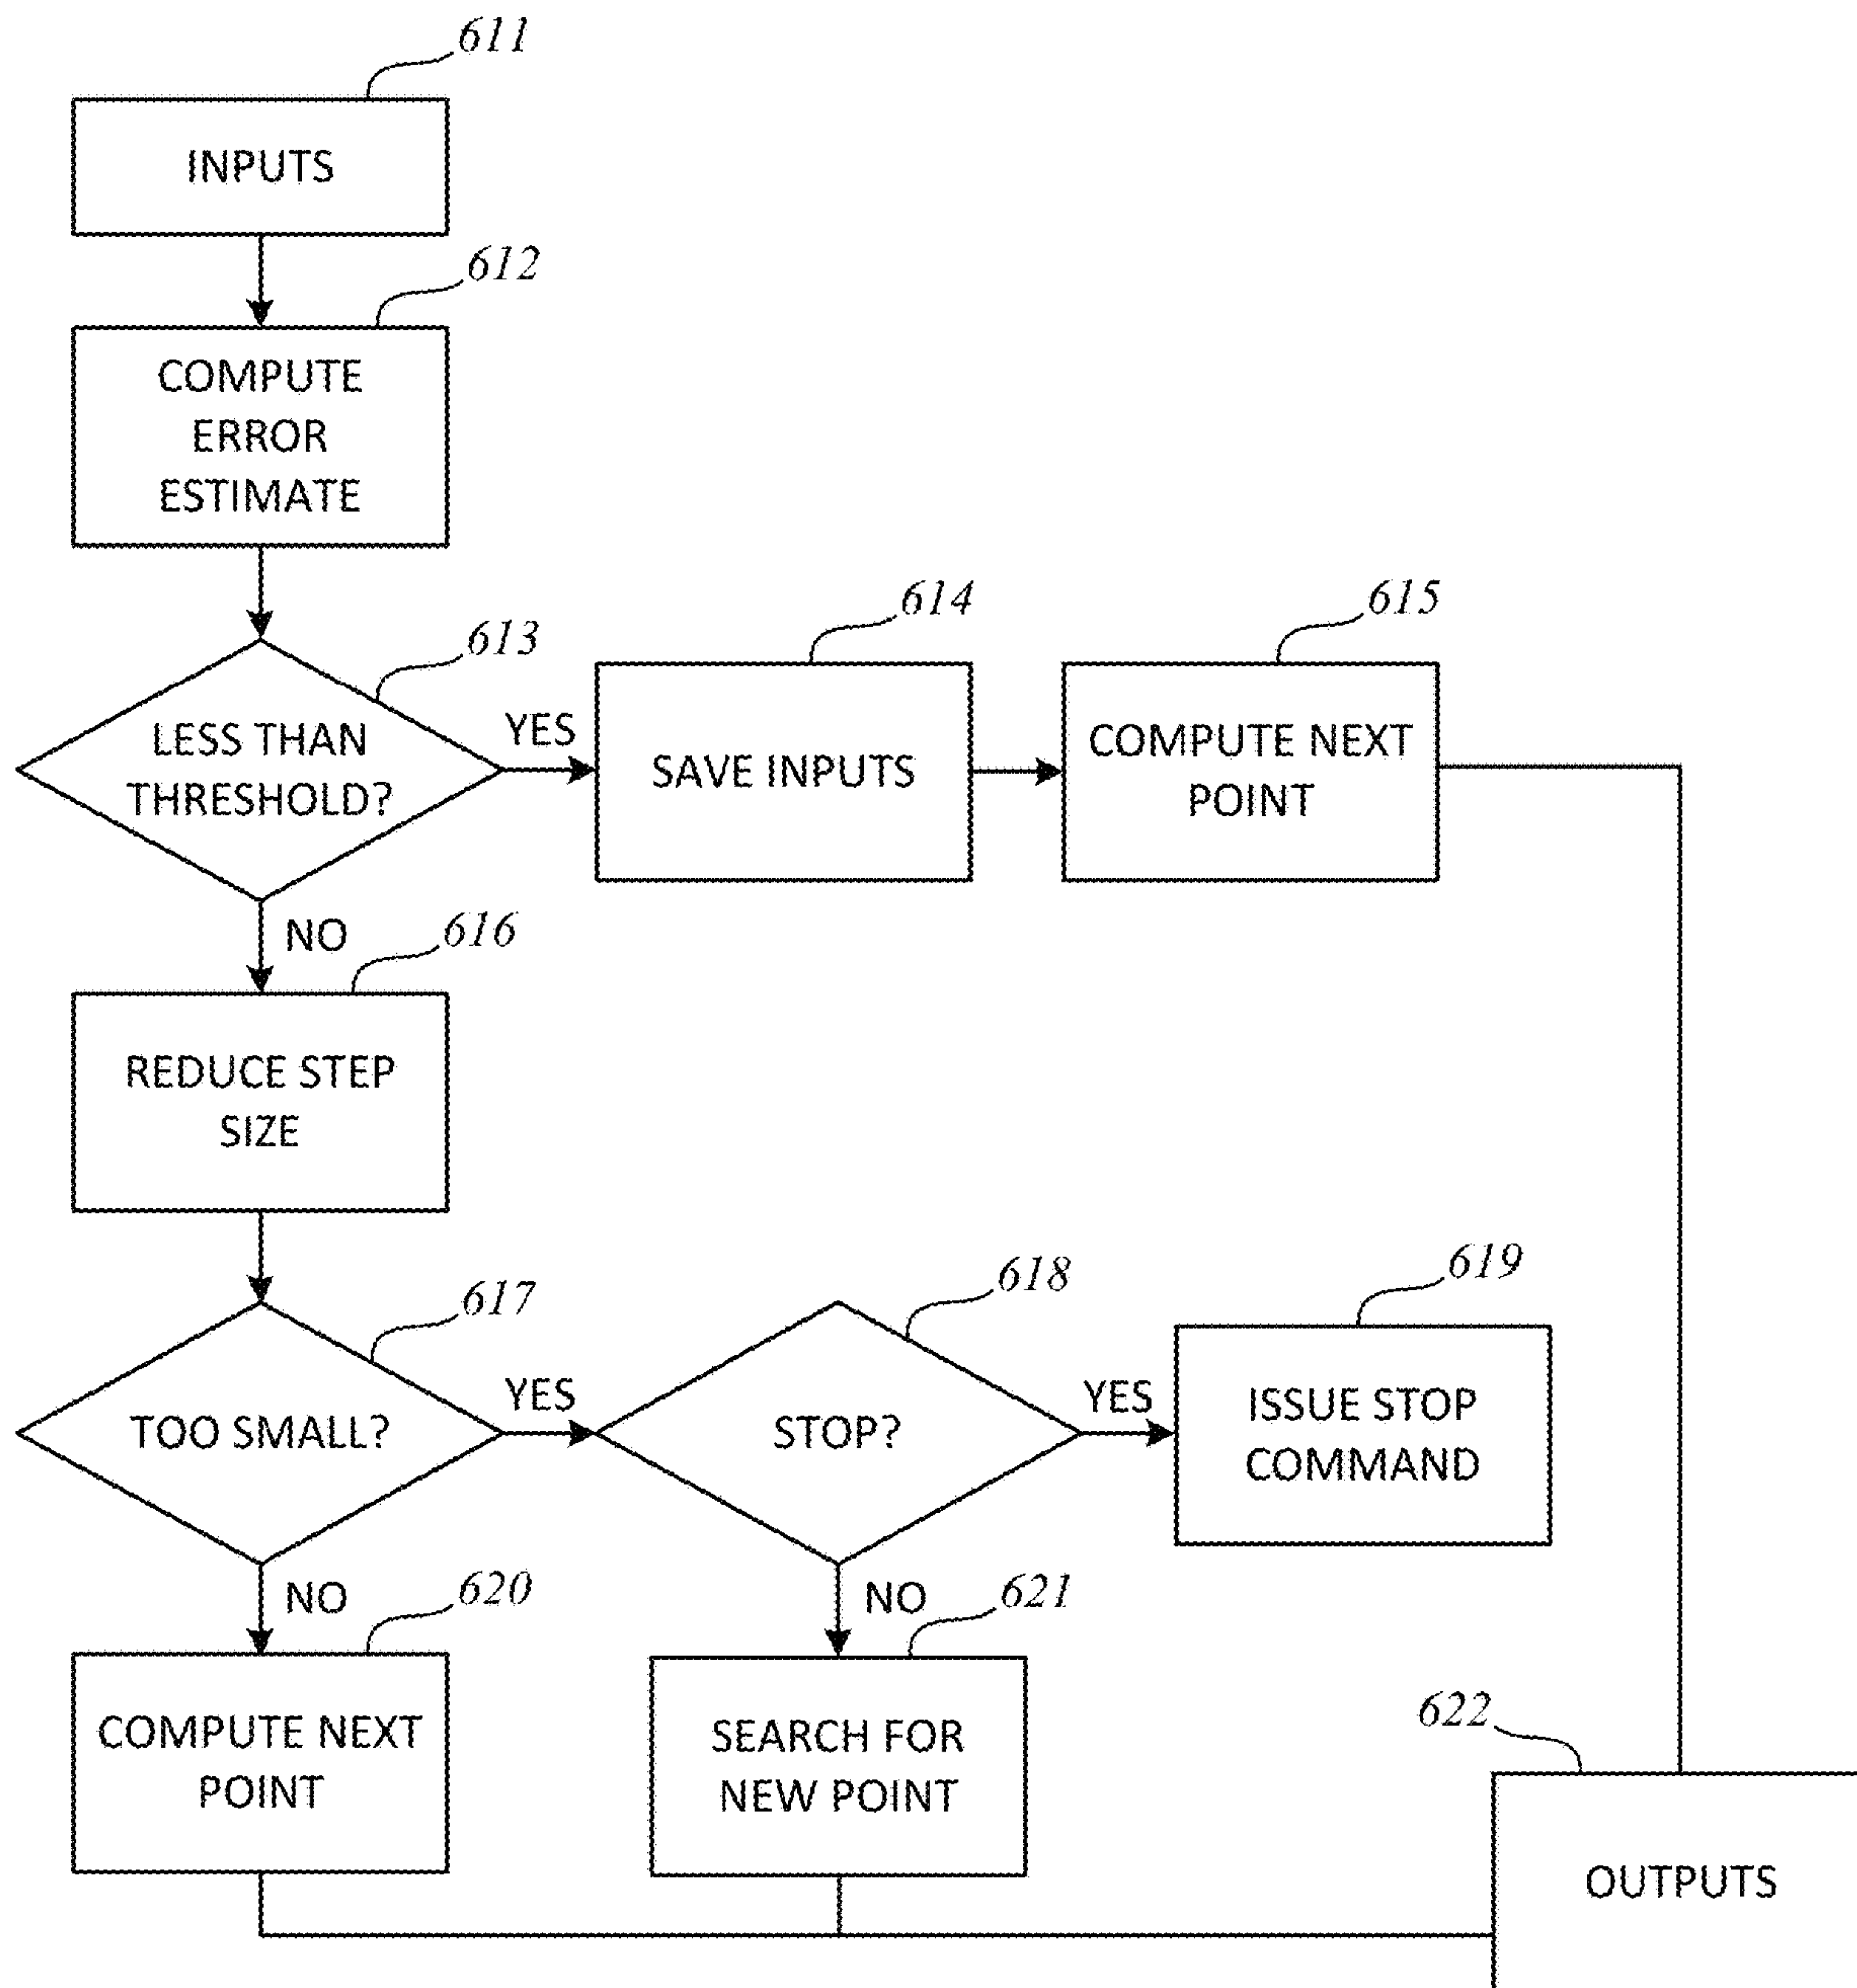 611
INPUTS
612
COMPUTE
ERROR
ESTIMATE
613
LESS THAN
THRESHOLD?
YES
614
SAVE INPUTS
615
COMPUTE NEXT
POINT
NO
616
REDUCE STEP
SIZE
617
TOO SMALL?
YES
618
STOP?
YES
619
ISSUE STOP
COMMAND
NO
620
COMPUTE NEXT
POINT
NO
621
SEARCH FOR
NEW POINT
622
OUTPUTS